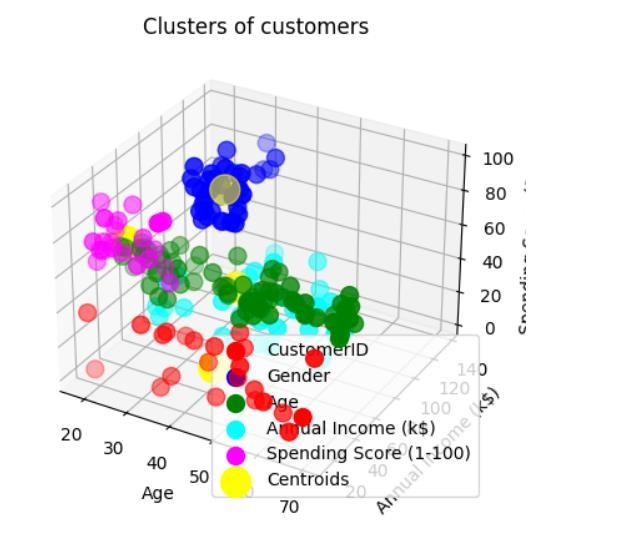 Clusters of customers
100
80
60
40
20
0
CustomerID
Gender
Age
Annual Income (k$)
Spending Score (1-100)
Centroids
20
30
40
50
70
Age
20
40
60
80
100
120
140